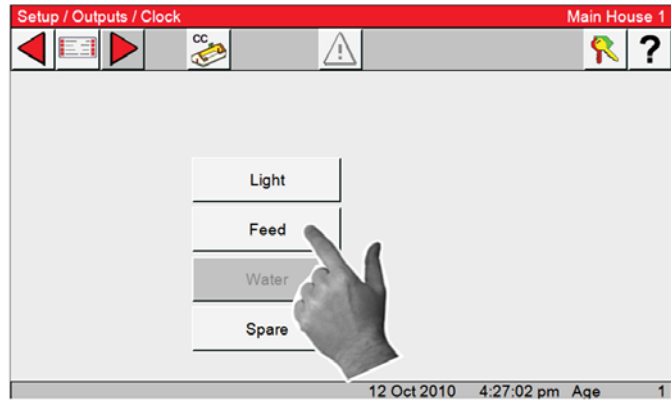 Setup / Outputs / Clock Main House 1
CC ?
Light
Feed
Water
Spare
12 Oct 2010 4:27:02 pm Age 1